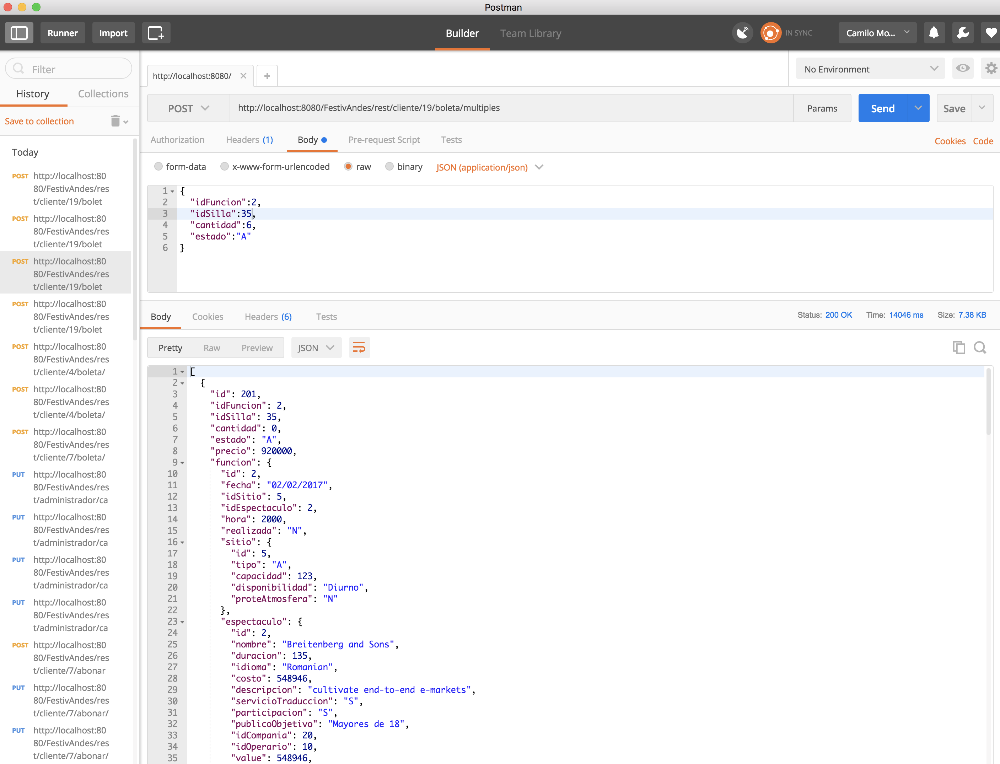 Postman
Runner
Import
Builder
Team Library
IN SYNC
Camilo Mo...
Filter
History
Collections
Save to collection
Today
POST http://localhost:80
80/FestivAndes/res
t/cliente/19/bolet
POST http://localhost:80
80/FestivAndes/res
t/cliente/19/bolet
POST http://localhost:80
80/FestivAndes/res
t/cliente/19/bolet
POST http://localhost:80
80/FestivAndes/res
t/cliente/19/bolet
POST http://localhost:80
80/FestivAndes/res
t/cliente/4/boleta/
POST http://localhost:80
80/FestivAndes/res
t/cliente/4/boleta/
POST http://localhost:80
80/FestivAndes/res
t/cliente/7/boleta/
PUT http://localhost:80
80/FestivAndes/res
t/administrador/ca
PUT http://localhost:80
80/FestivAndes/res
t/administrador/ca
PUT http://localhost:80
80/FestivAndes/res
t/administrador/ca
PUT http://localhost:80
80/FestivAndes/res
t/administrador/ca
POST http://localhost:80
80/FestivAndes/res
t/cliente/7/abonar
PUT http://localhost:80
80/FestivAndes/res
t/cliente/7/abonar/
PUT http://localhost:80
80/FestivAndes/res
t/cliente/7/abonar/
http://localhost:8080/
No Environment
POST
http://localhost:8080/FestivAndes/rest/cliente/19/boleta/multiples
Params
Send
Save
Authorization
Headers (1)
Body
Pre-request Script
Tests
Cookies
Code
form-data
x-www-form-urlencoded
raw
binary
JSON (application/json)
1 {
2 "idFuncion":2,
3 "idSilla":35,
4 "cantidad":6,
5 "estado":"A"
6 }
Body
Cookies
Headers (6)
Tests
Status: 200 OK
Time: 14046 ms
Size: 7.38 KB
Pretty
Raw
Preview
JSON
1 [
2 {
3 "id": 201,
4 "idFuncion": 2,
5 "idSilla": 35,
6 "cantidad": 0,
7 "estado": "A",
8 "precio": 920000,
9 "funcion": {
10 "id": 2,
11 "fecha": "02/02/2017",
12 "idSitio": 5,
13 "idEspectaculo": 2,
14 "hora": 2000,
15 "realizada": "N",
16 "sitio": {
17 "id": 5,
18 "tipo": "A",
19 "capacidad": 123,
20 "disponibilidad": "Diurno",
21 "proteAtmosfera": "N"
22 },
23 "espectaculo": {
24 "id": 2,
25 "nombre": "Breitenberg and Sons",
26 "duracion": 135,
27 "idioma": "Romanian",
28 "costo": 548946,
29 "descripcion": "cultivate end-to-end e-markets",
30 "servicioTraduccion": "S",
31 "participacion": "S",
32 "publicoObjetivo": "Mayores de 18",
33 "idCompania": 20,
34 "idOperario": 10,
35 "value": 548946,